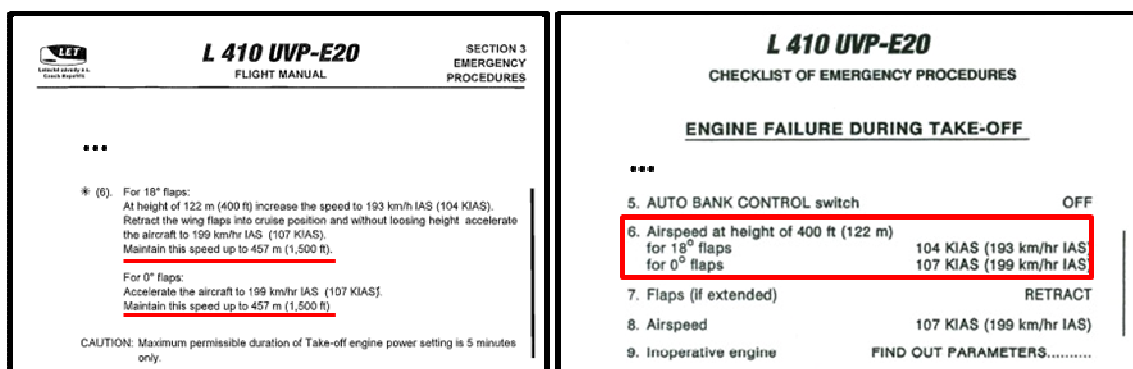 LET
L 410 UVP-E20
FLIGHT MANUAL
SECTION 3
EMERGENCY
PROCEDURES
...
* (6). For 18° flaps:
At height of 122 m (400 ft) increase the speed to 193 km/h IAS (104 KIAS).
Retract the wing flaps into cruise position and without loosing height accelerate
the aircraft to 199 km/hr IAS (107 KIAS).
Maintain this speed up to 457 m (1,500 ft).
For 0° flaps:
Accelerate the aircraft to 199 km/hr IAS (107 KIAS).
Maintain this speed up to 457 m (1,500 ft)
CAUTION: Maximum permissible duration of Take-off engine power setting is 5 minutes
only.
L 410 UVP-E20
CHECKLIST OF EMERGENCY PROCEDURES
ENGINE FAILURE DURING TAKE-OFF
...
5. AUTO BANK CONTROL switch OFF
6. Airspeed at height of 400 ft (122 m)
for 18° flaps 104 KIAS (193 km/hr IAS)
for 0° flaps 107 KIAS (199 km/hr IAS)
7. Flaps (if extended) RETRACT
8. Airspeed 107 KIAS (199 km/hr IAS)
9. Inoperative engine FIND OUT PARAMETERS..........